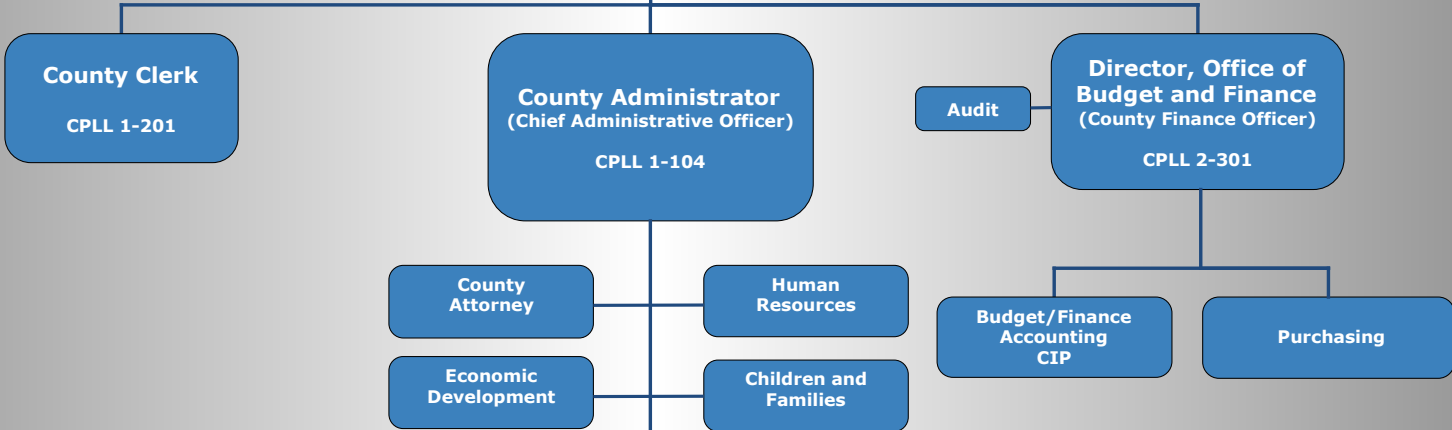 County Clerk
CPLL 1-201
County Administrator
(Chief Administrative Officer)
CPLL 1-104
Audit
Director, Office of
Budget and Finance
(County Finance Officer)
CPLL 2-301
County
Attorney
Human
Resources
Economic
Development
Children and
Families
Budget/Finance
Accounting
CIP
Purchasing